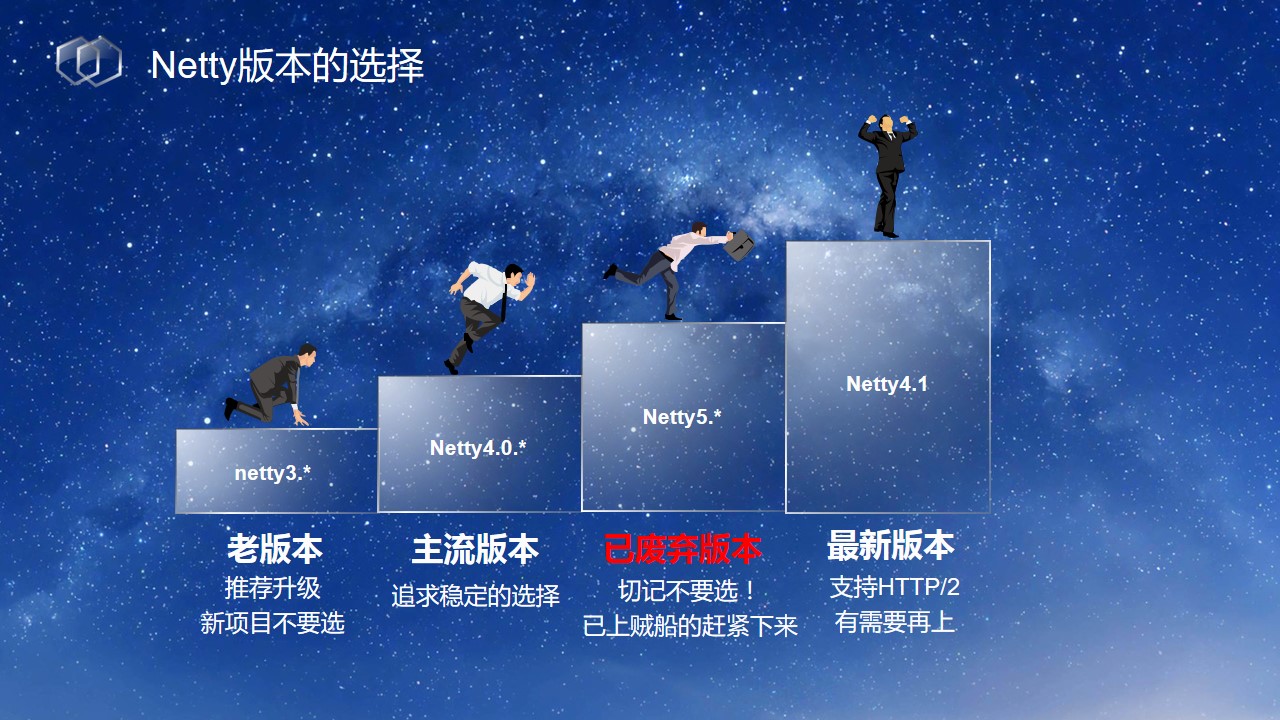 Netty版本的选择
netty3.*
Netty4.0.*
Netty5.*
Netty4.1
老版本
推荐升级
新项目不要选
主流版本
追求稳定的选择
已废弃版本
切记不要选！
已上贼船的赶紧下来
最新版本
支持HTTP/2
有需要再上